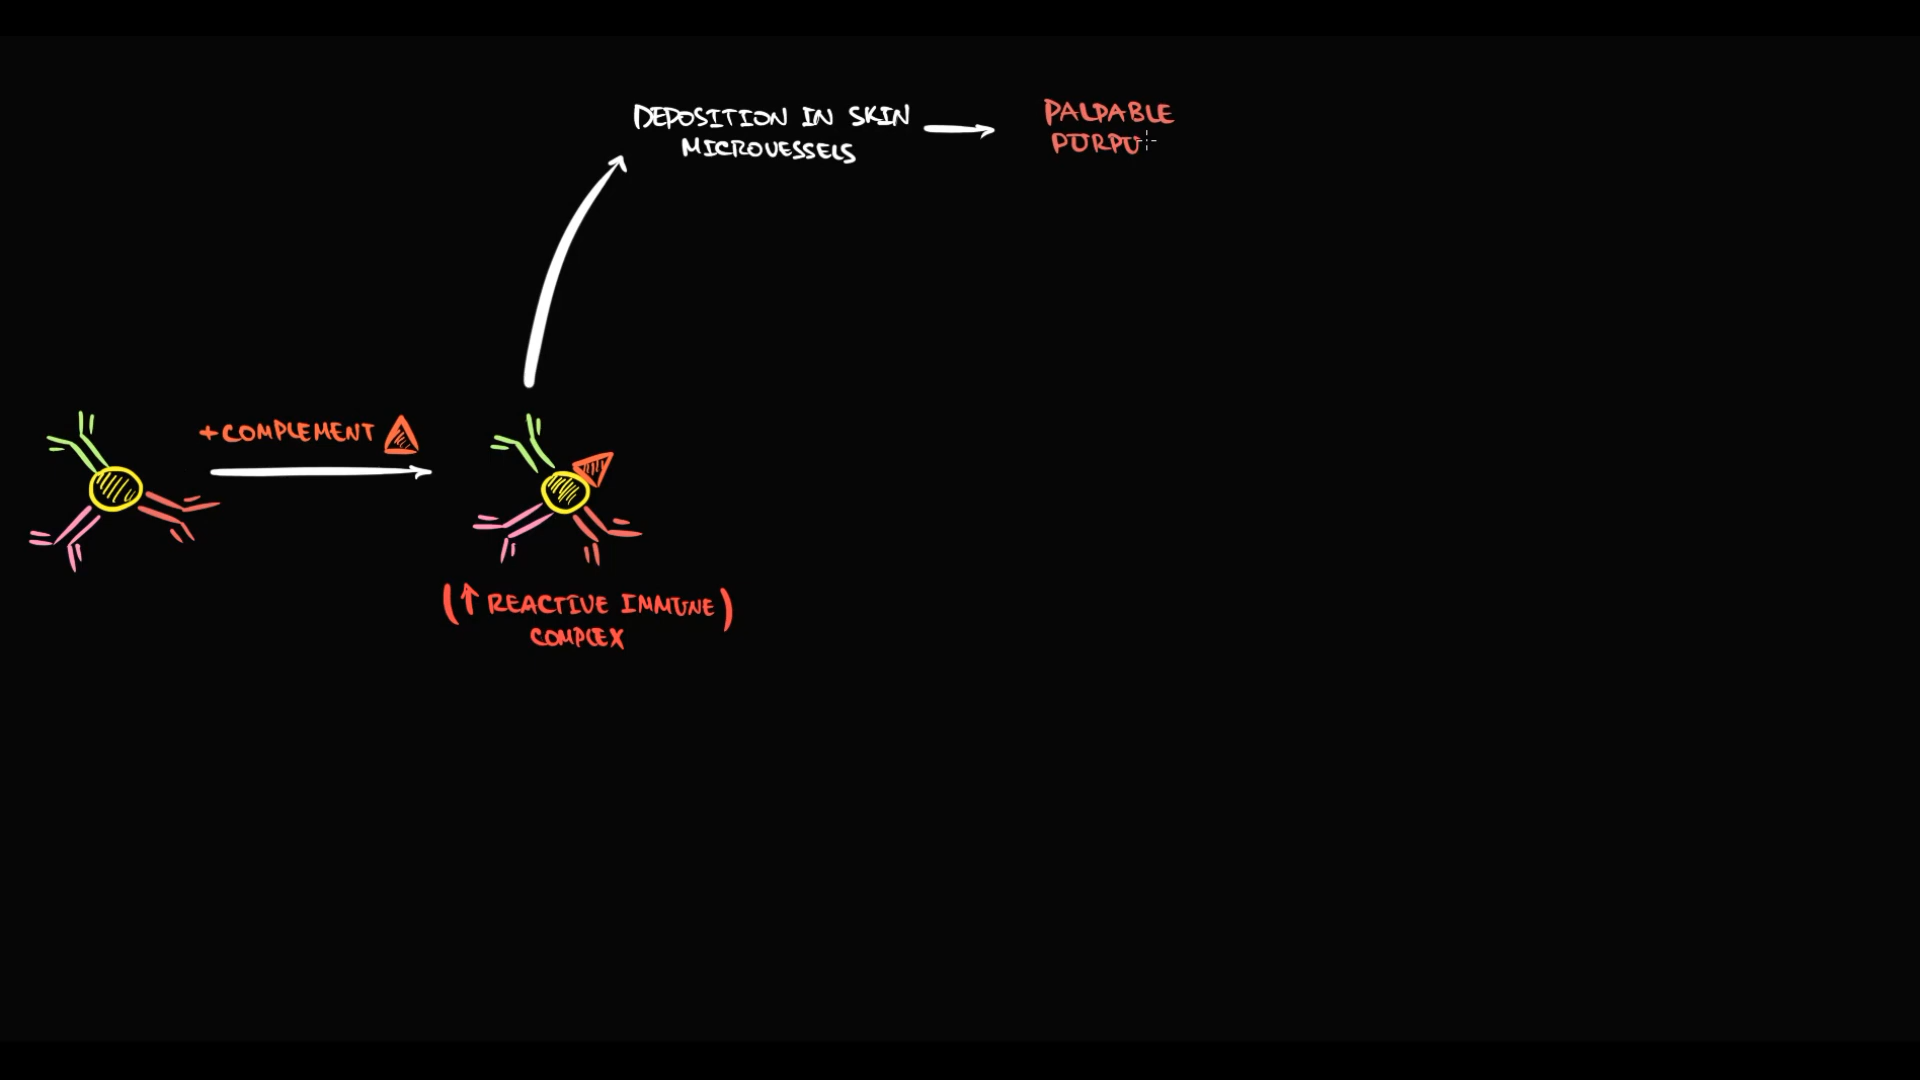 DEPOSITION IN SKIN
MICROVESSELS
PALPABLE
PURPU
+COMPLEMENT
(↑ REACTIVE IMMUNE)
COMPLEX